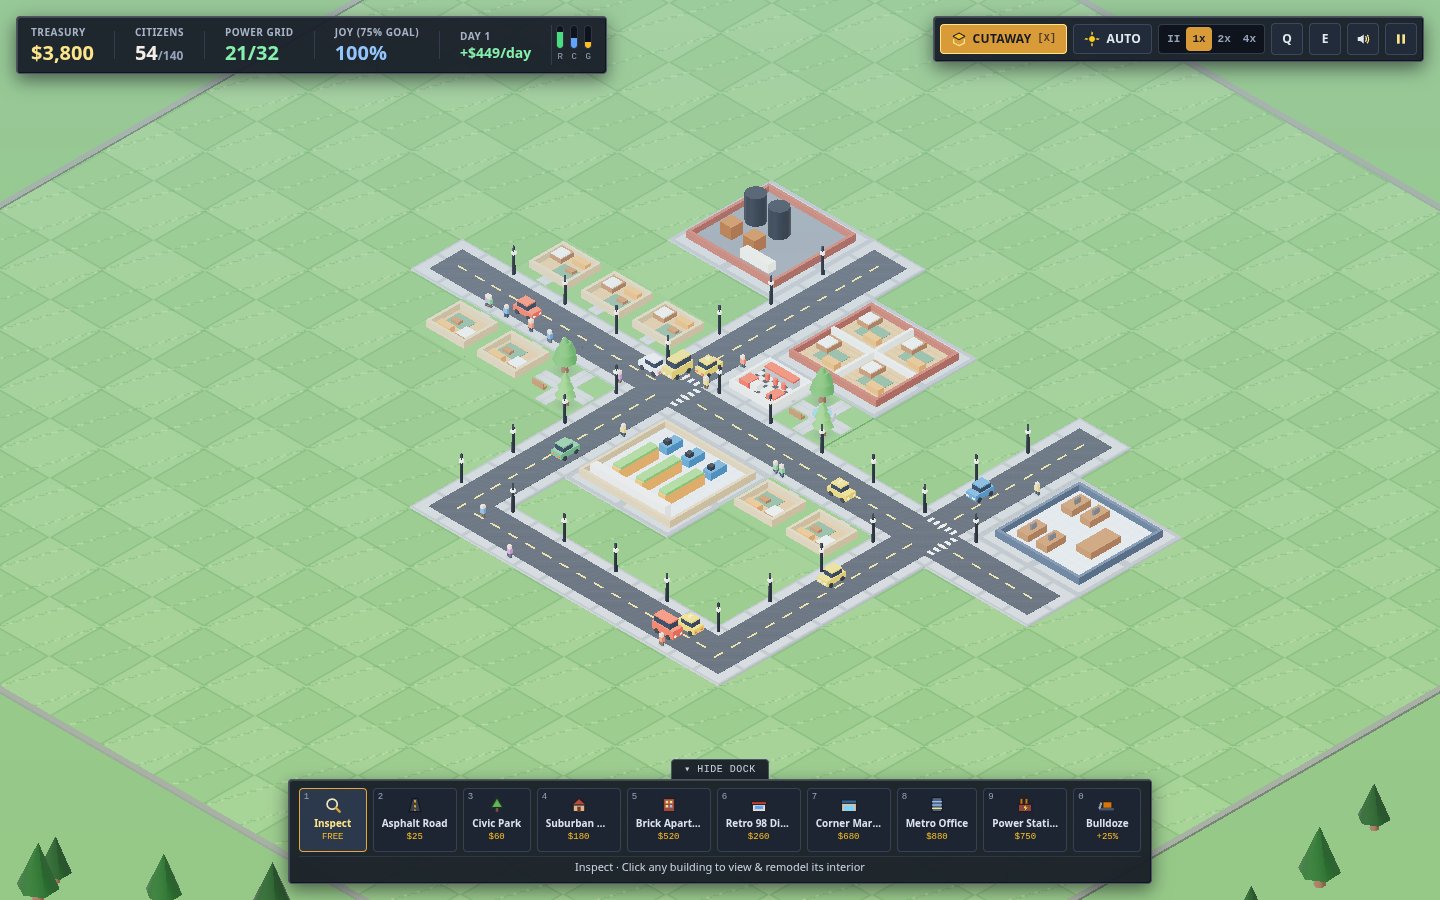 TREASURY
$3,800
CITIZENS
54/140
POWER GRID
21/32
JOY (75% GOAL)
100%
DAY 1
+$449/day
R C G
CUTAWAY [X]
AUTO
II 1x 2x 4x
Q
E
▾ HIDE DOCK
1
Inspect
FREE
2
Asphalt Road
$25
3
Civic Park
$60
4
Suburban ...
$180
5
Brick Apart...
$520
6
Retro 98 Di...
$260
7
Corner Mar...
$680
8
Metro Office
$880
9
Power Stati...
$750
0
Bulldoze
+25%
Inspect · Click any building to view & remodel its interior